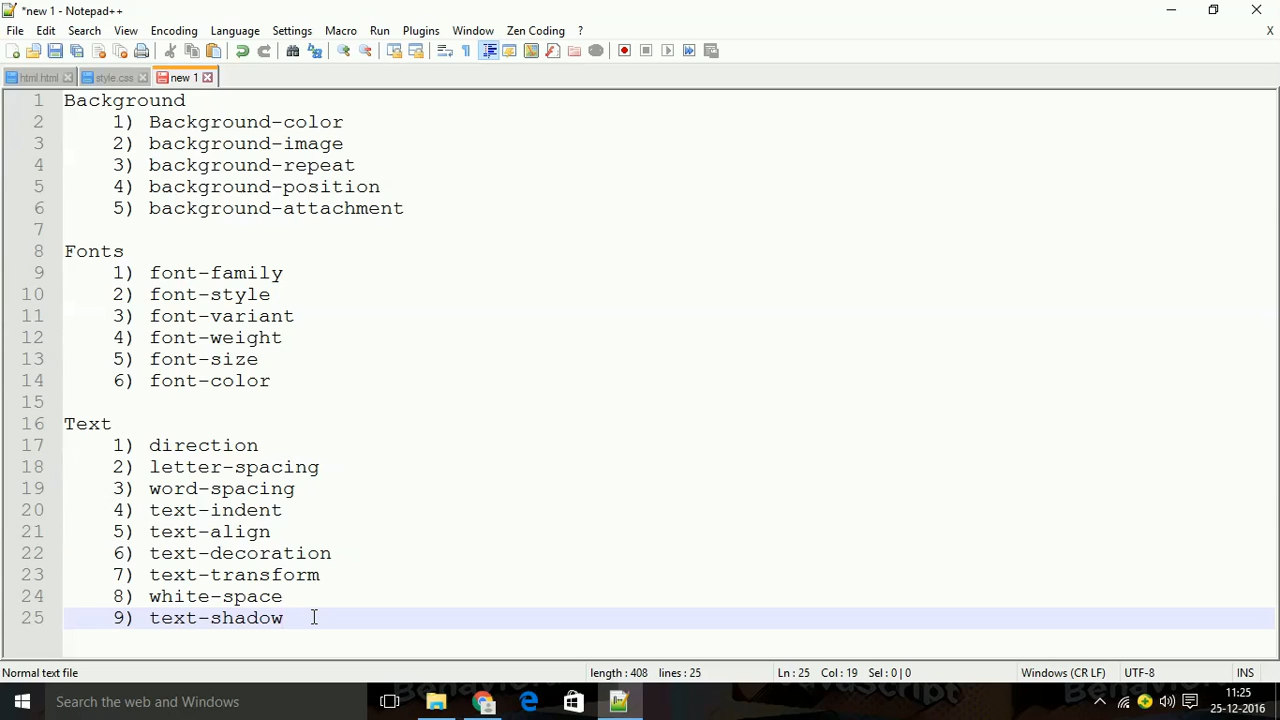 *new 1 - Notepad++
File Edit Search View Encoding Language Settings Macro Run Plugins Window Zen Coding ? X
html html style.css new 1
1 Background
2 1) Background-color
3 2) background-image
4 3) background-repeat
5 4) background-position
6 5) background-attachment
7
8 Fonts
9 1) font-family
10 2) font-style
11 3) font-variant
12 4) font-weight
13 5) font-size
14 6) font-color
15
16 Text
17 1) direction
18 2) letter-spacing
19 3) word-spacing
20 4) text-indent
21 5) text-align
22 6) text-decoration
23 7) text-transform
24 8) white-space
25 9) text-shadow
Normal text file length : 408 lines : 25 Ln : 25 Col : 19 Sel : 0 | 0 Windows (CR LF) UTF-8 INS
Search the web and Windows
11:25
25-12-2016